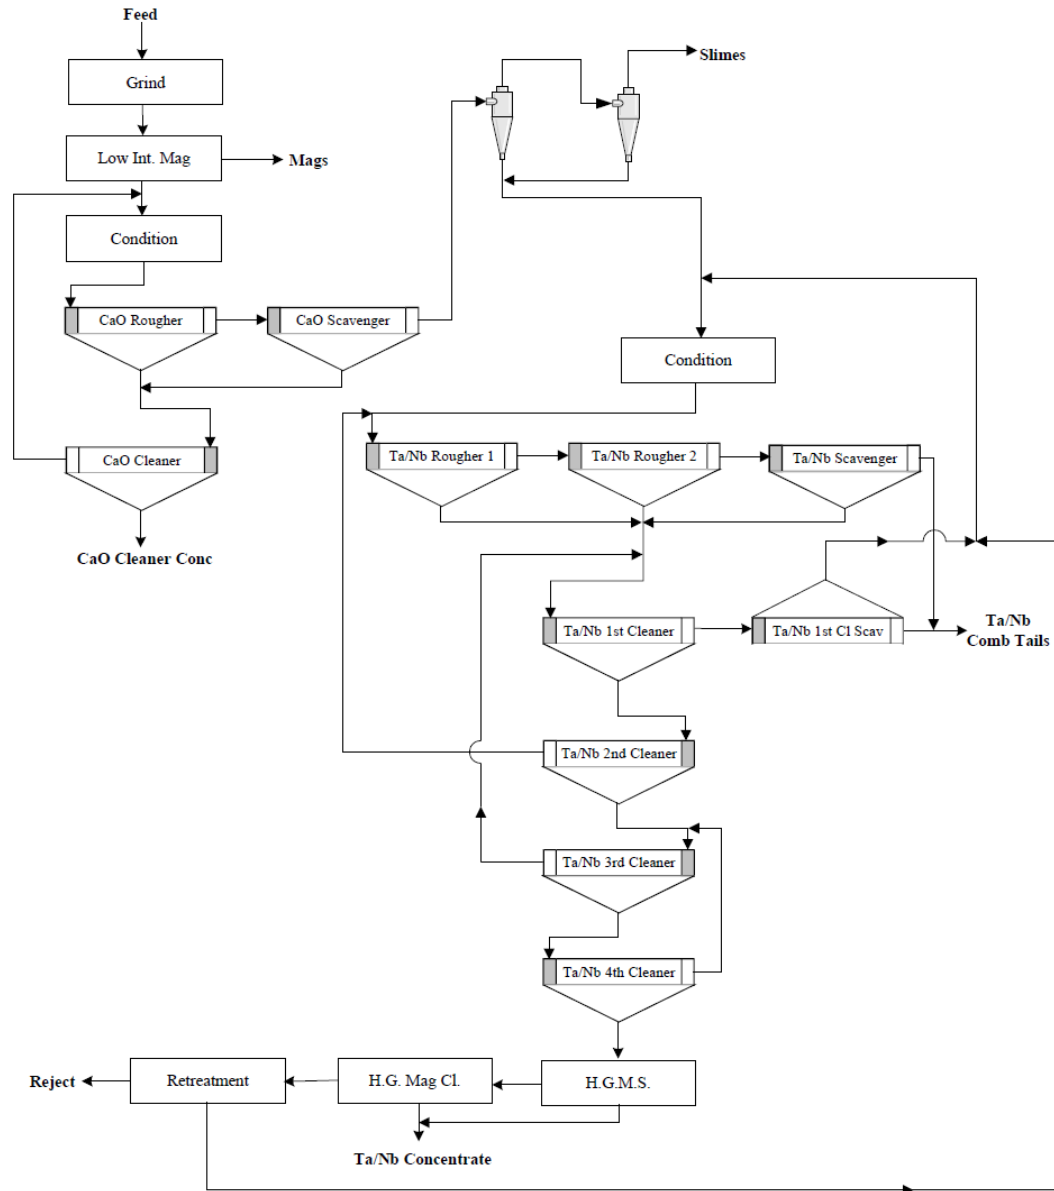 Feed
Grind
Slimes
Low Int. Mag
Mags
Condition
CaO Rougher
CaO Scavenger
Condition
CaO Cleaner
Ta/Nb Rougher 1
Ta/Nb Rougher 2
Ta/Nb Scavenger
CaO Cleaner Conc
Ta/Nb 1st Cleaner
Ta/Nb 1st Cl Scav
Ta/Nb
Comb Tails
Ta/Nb 2nd Cleaner
Ta/Nb 3rd Cleaner
Ta/Nb 4th Cleaner
Reject
Retreatment
H.G. Mag Cl.
H.G.M.S.
Ta/Nb Concentrate